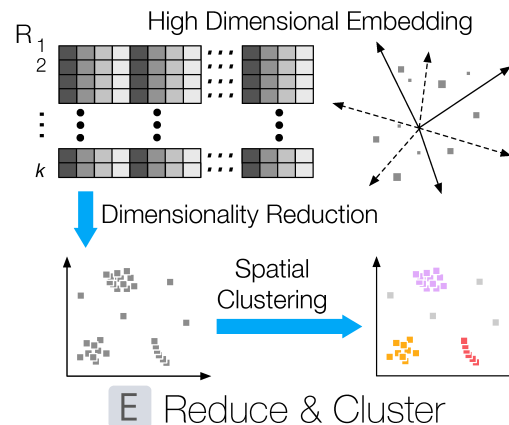 High Dimensional Embedding
R 1
2
k
Dimensionality Reduction
Spatial
Clustering
E Reduce & Cluster